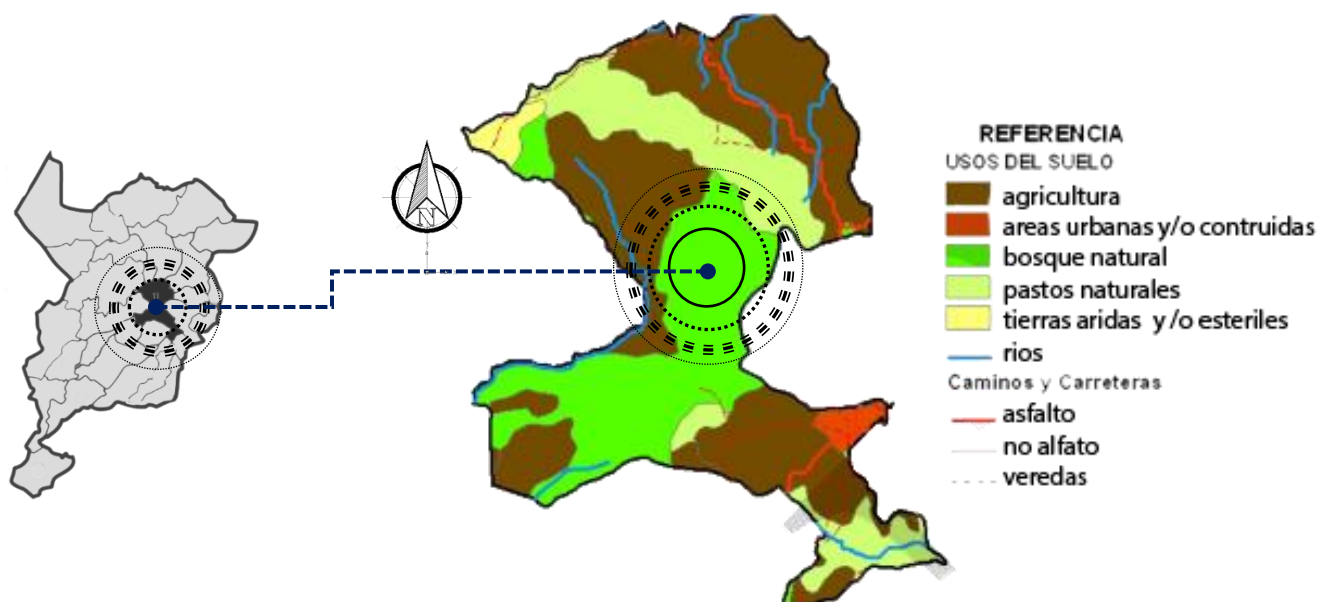 N
REFERENCIA
USOS DEL SUELO
agricultura
areas urbanas y/o contruidas
bosque natural
pastos naturales
tierras aridas y/o esteriles
rios
Caminos y Carreteras
asfalto
no alfato
veredas